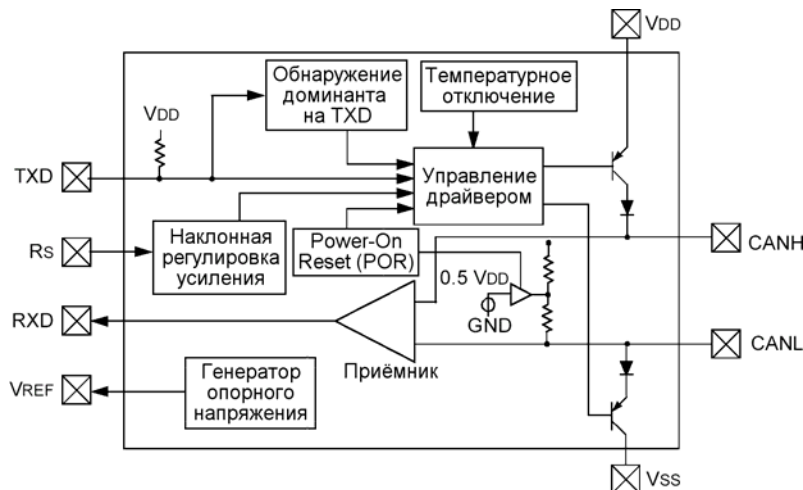 VDD
Обнаружение
доминанта
на TXD
Температурное
отключение
VDD
TXD
Управление
драйвером
RS
Наклонная
регулировка
усиления
Power-On
Reset (POR)
CANH
0.5 VDD
GND
RXD
Приёмник
CANL
VREF
Генератор
опорного
напряжения
VSS